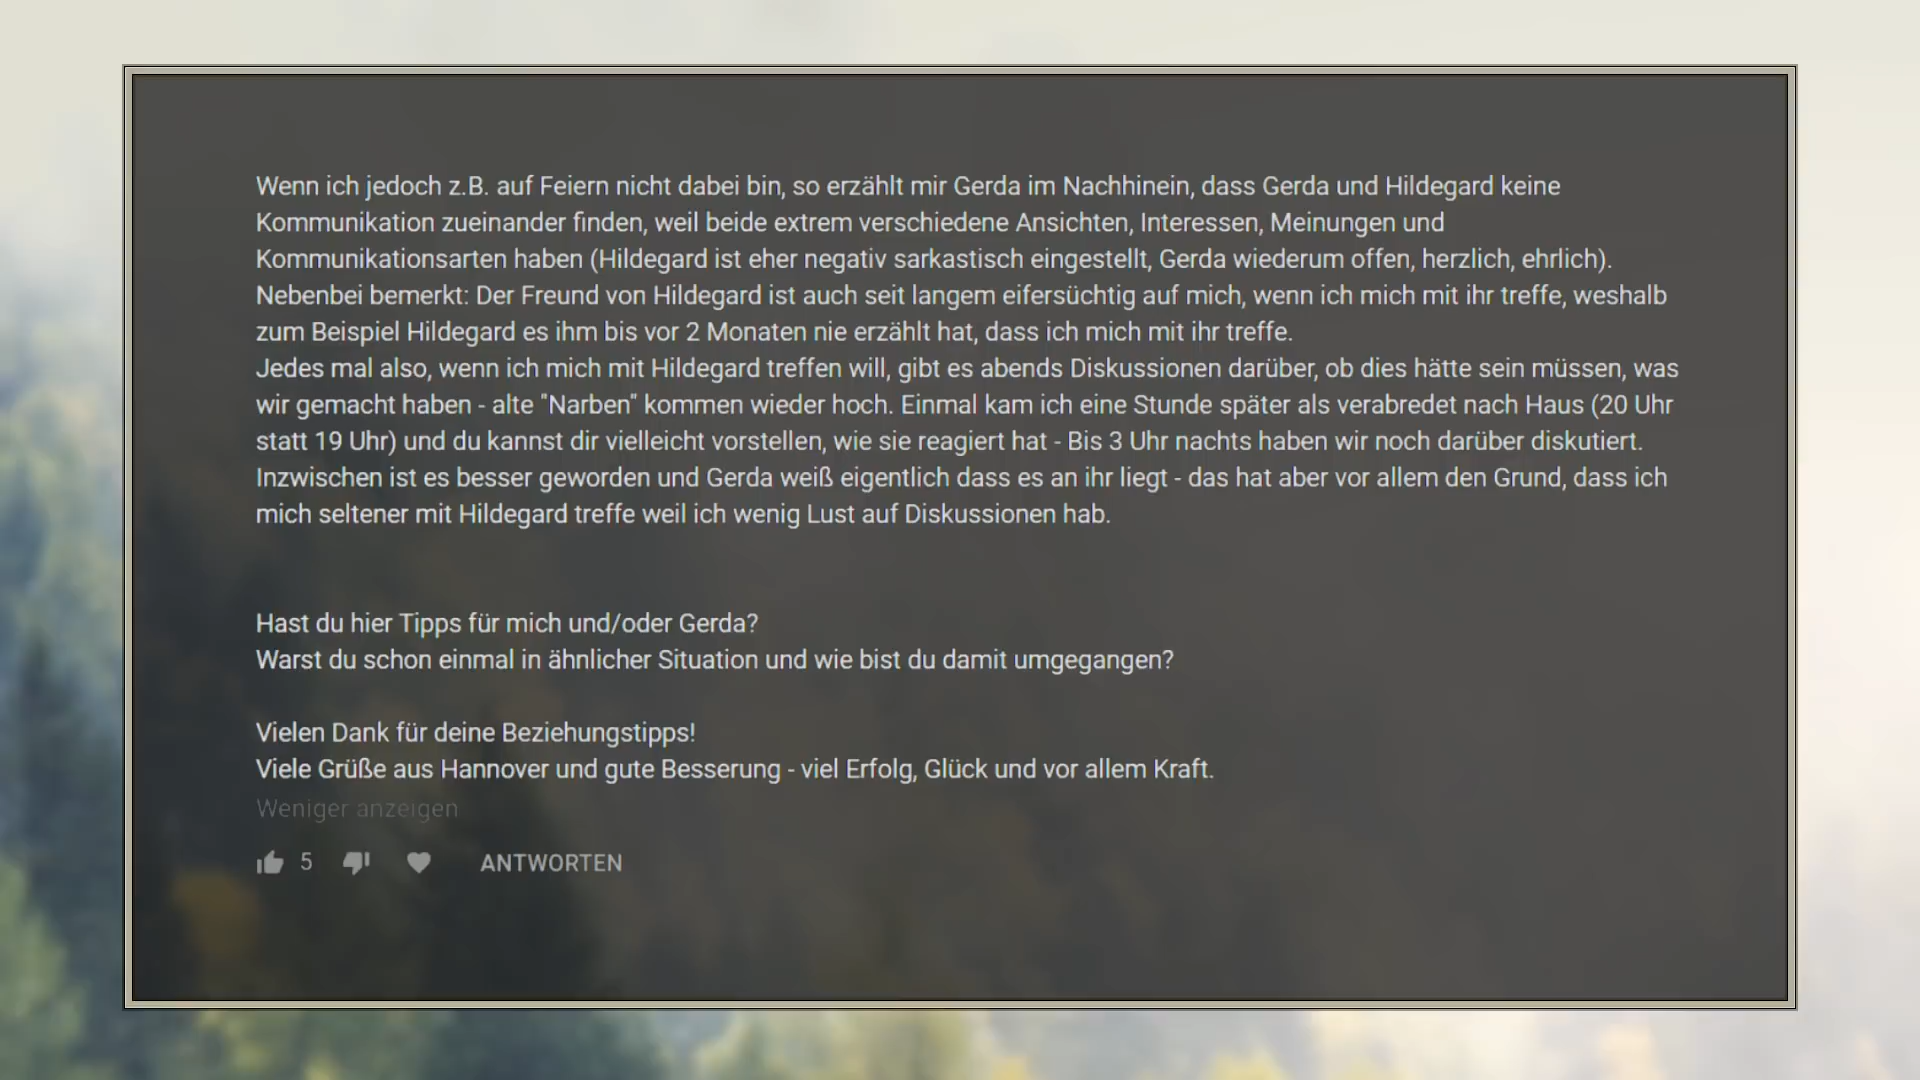 Wenn ich jedoch z.B. auf Feiern nicht dabei bin, so erzählt mir Gerda im Nachhinein, dass Gerda und Hildegard keine
Kommunikation zueinander finden, weil beide extrem verschiedene Ansichten, Interessen, Meinungen und
Kommunikationsarten haben (Hildegard ist eher negativ sarkastisch eingestellt, Gerda wiederum offen, herzlich, ehrlich).
Nebenbei bemerkt: Der Freund von Hildegard ist auch seit langem eifersüchtig auf mich, wenn ich mich mit ihr treffe, weshalb
zum Beispiel Hildegard es ihm bis vor 2 Monaten nie erzählt hat, dass ich mich mit ihr treffe.
Jedes mal also, wenn ich mich mit Hildegard treffen will, gibt es abends Diskussionen darüber, ob dies hätte sein müssen, was
wir gemacht haben - alte "Narben" kommen wieder hoch. Einmal kam ich eine Stunde später als verabredet nach Haus (20 Uhr
statt 19 Uhr) und du kannst dir vielleicht vorstellen, wie sie reagiert hat - Bis 3 Uhr nachts haben wir noch darüber diskutiert.
Inzwischen ist es besser geworden und Gerda weiß eigentlich dass es an ihr liegt - das hat aber vor allem den Grund, dass ich
mich seltener mit Hildegard treffe weil ich wenig Lust auf Diskussionen hab.
Hast du hier Tipps für mich und/oder Gerda?
Warst du schon einmal in ähnlicher Situation und wie bist du damit umgegangen?
Vielen Dank für deine Beziehungstipps!
Viele Grüße aus Hannover und gute Besserung - viel Erfolg, Glück und vor allem Kraft.
Weniger anzeigen
5 ANTWORTEN